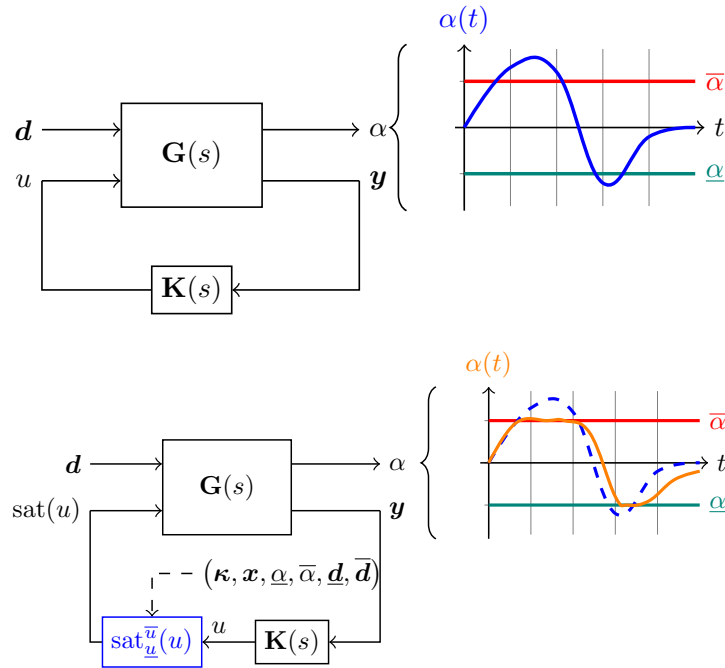 α(t)
𝒅
G(s)
α
α̅
t
u
𝒚
α̲
K(s)
α(t)
𝒅
G(s)
α
α̅
t
sat(u)
𝒚
α̲
(𝜿, 𝒙, α̲, α̅, 𝒅̲, 𝒅̅)
sat_u̲^u̅(u)
u
K(s)